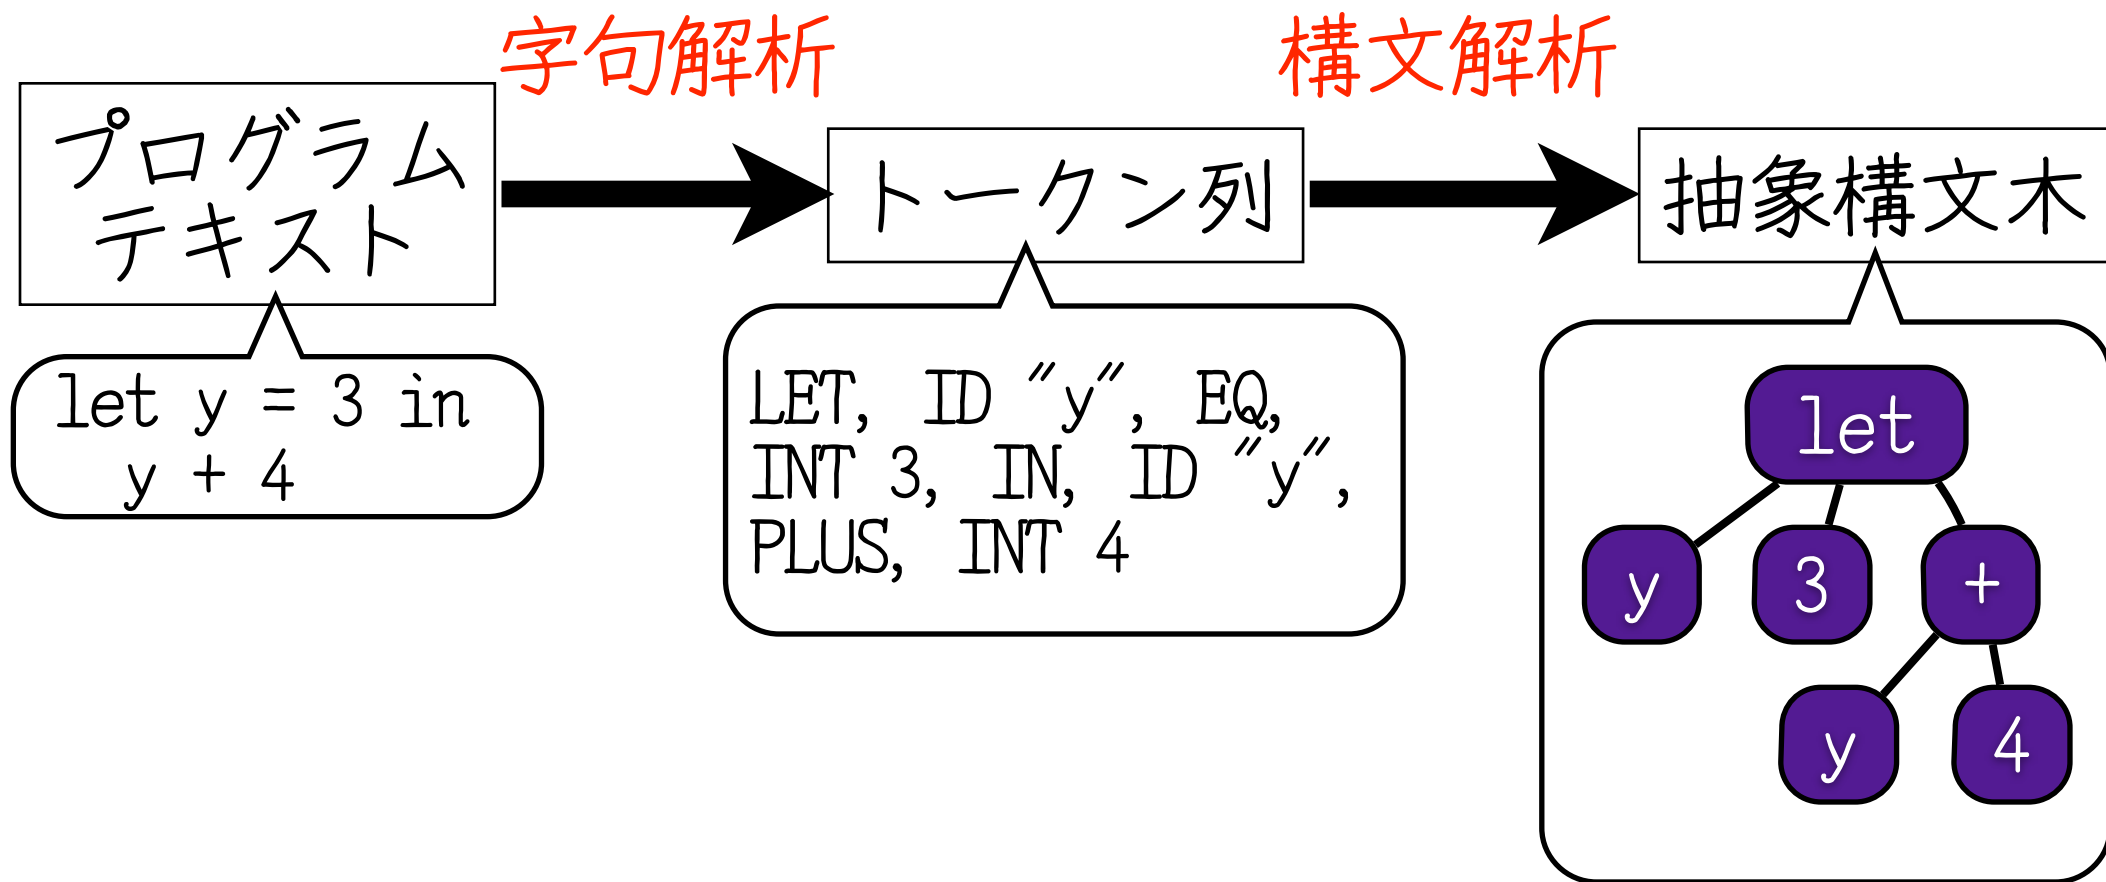 字句解析
構文解析
プログラム
テキスト
トークン列
抽象構文木
let y = 3 in
y + 4
LET, ID "y", EQ,
INT 3, IN, ID "y",
PLUS, INT 4
let
y 3 +
y 4